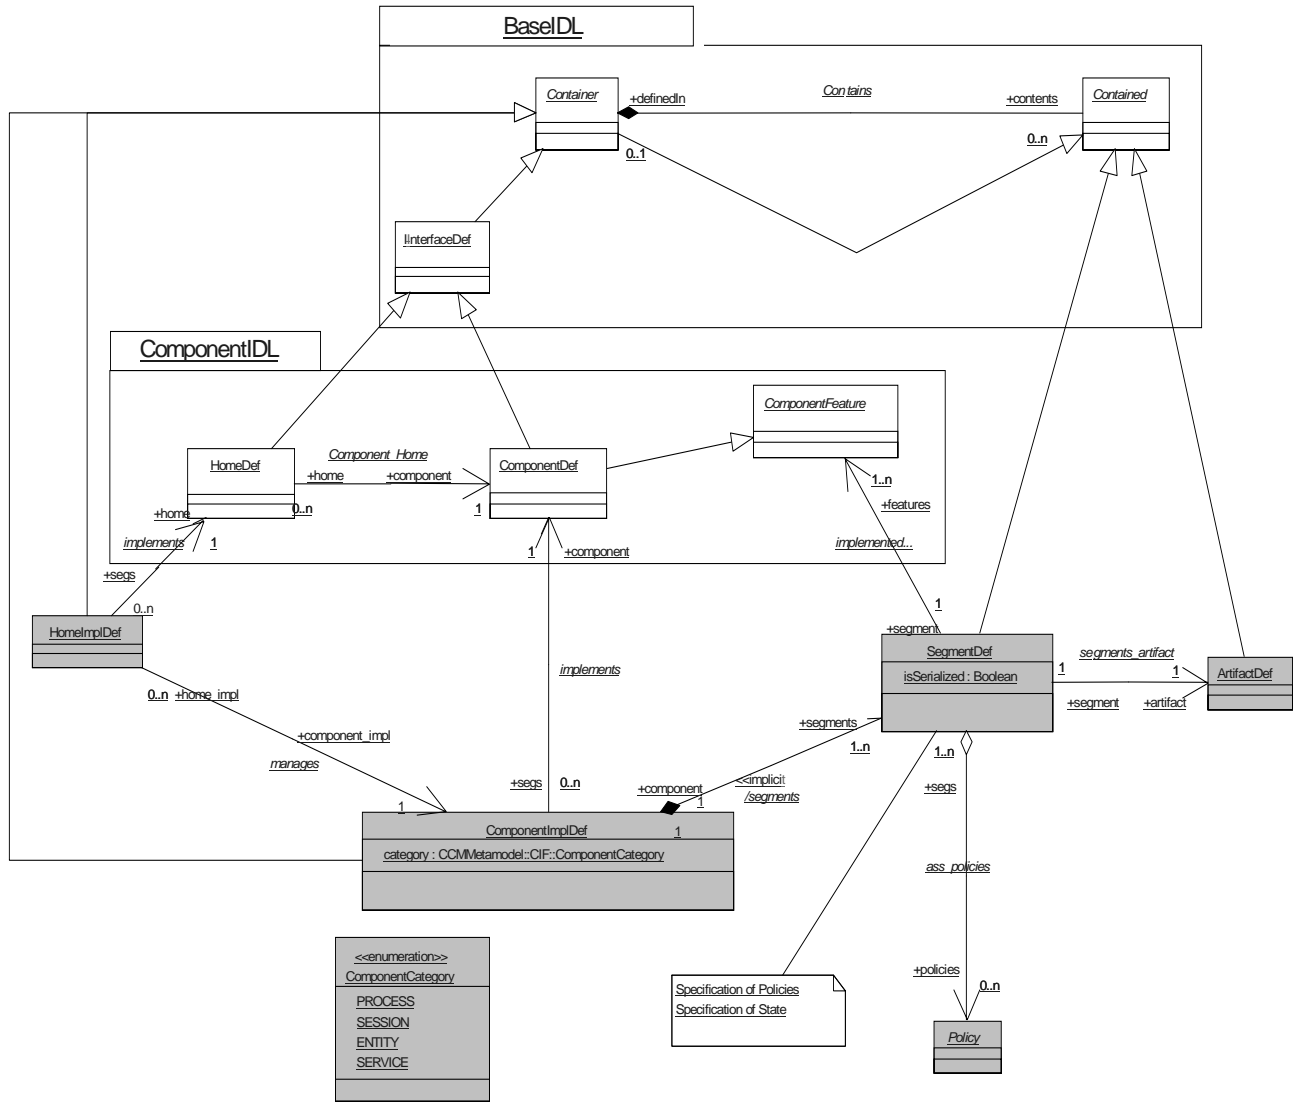 BaseIDL
Container
+definedIn
Contains
+contents
Contained
0..1
0..n
InterfaceDef
ComponentIDL
ComponentFeature
HomeDef
Component_Home
+home
+component
ComponentDef
0..n
1
1..n
+features
+home
implements
1
1
+component
implemented...
+segs
0..n
1
+segment
HomeImplDef
SegmentDef
isSerialized : Boolean
segments_artifact
1
1
+segment
+artifact
ArtifactDef
implements
0..n
+home_impl
+component_impl
manages
+segments
1..n
1..n
+segs
0..n
+component
<<implicit
/segments
+segs
1
1
ComponentImplDef
1
category : CCMMetamodel::CIF::ComponentCategory
ass_policies
<<enumeration>>
ComponentCategory
PROCESS
SESSION
ENTITY
SERVICE
Specification of Policies
Specification of State
+policies
0..n
Policy